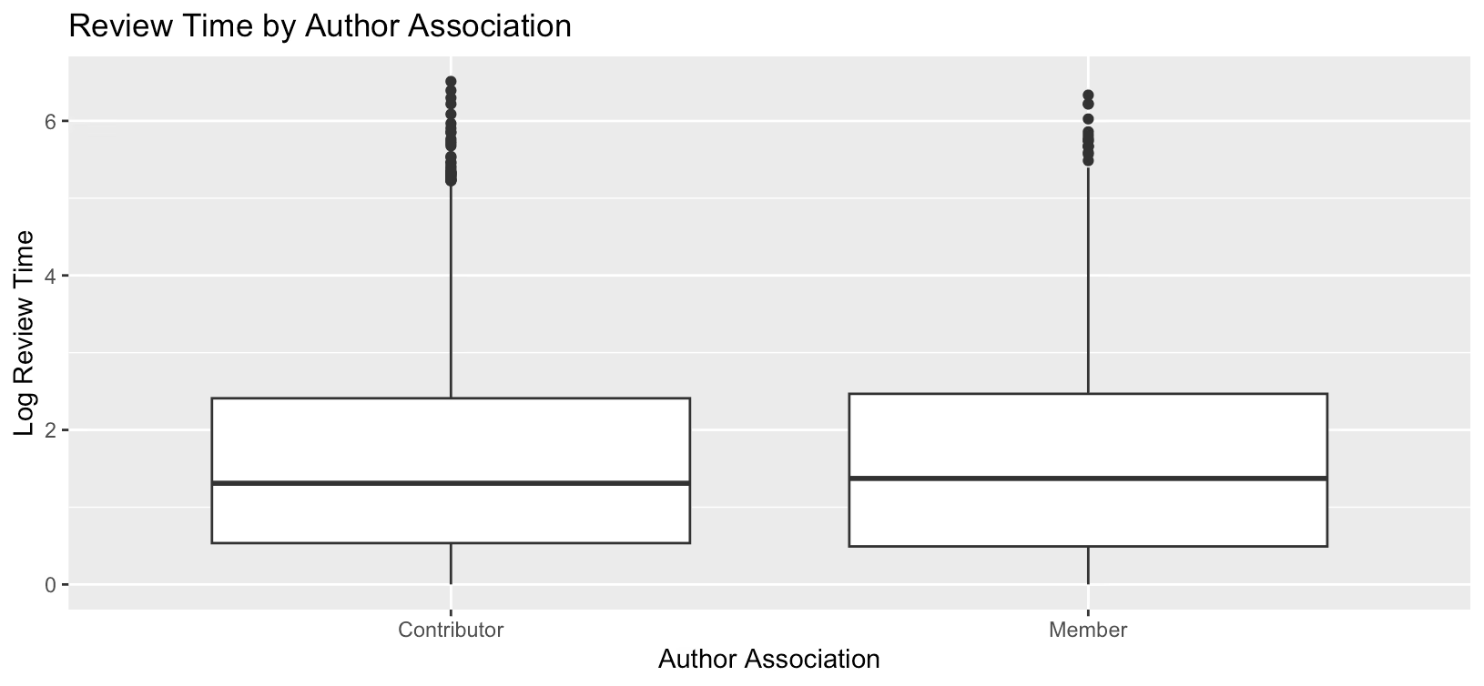 Review Time by Author Association
Log Review Time
6
4
2
0
Contributor
Member
Author Association